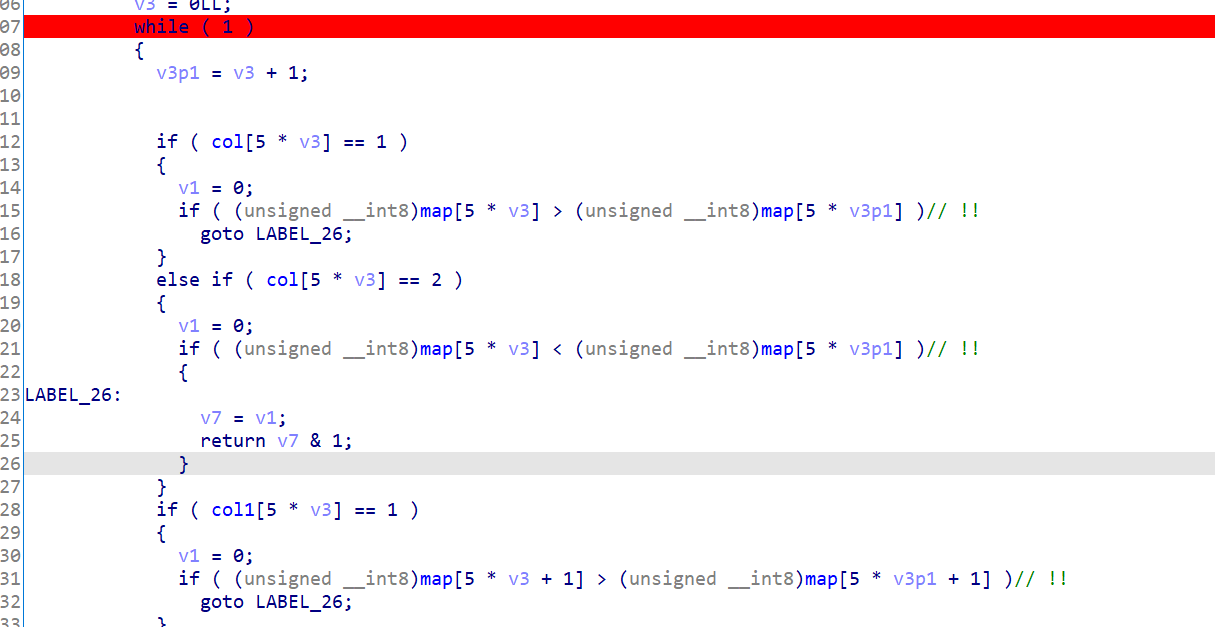 06 v3 = 0LL;
07 while ( 1 )
08 {
09 v3p1 = v3 + 1;
10
11
12 if ( col[5 * v3] == 1 )
13 {
14 v1 = 0;
15 if ( (unsigned __int8)map[5 * v3] > (unsigned __int8)map[5 * v3p1] )// !!
16 goto LABEL_26;
17 }
18 else if ( col[5 * v3] == 2 )
19 {
20 v1 = 0;
21 if ( (unsigned __int8)map[5 * v3] < (unsigned __int8)map[5 * v3p1] )// !!
22 {
23 LABEL_26:
24 v7 = v1;
25 return v7 & 1;
26 }
27 }
28 if ( col1[5 * v3] == 1 )
29 {
30 v1 = 0;
31 if ( (unsigned __int8)map[5 * v3 + 1] > (unsigned __int8)map[5 * v3p1 + 1] )// !!
32 goto LABEL_26;
33 }